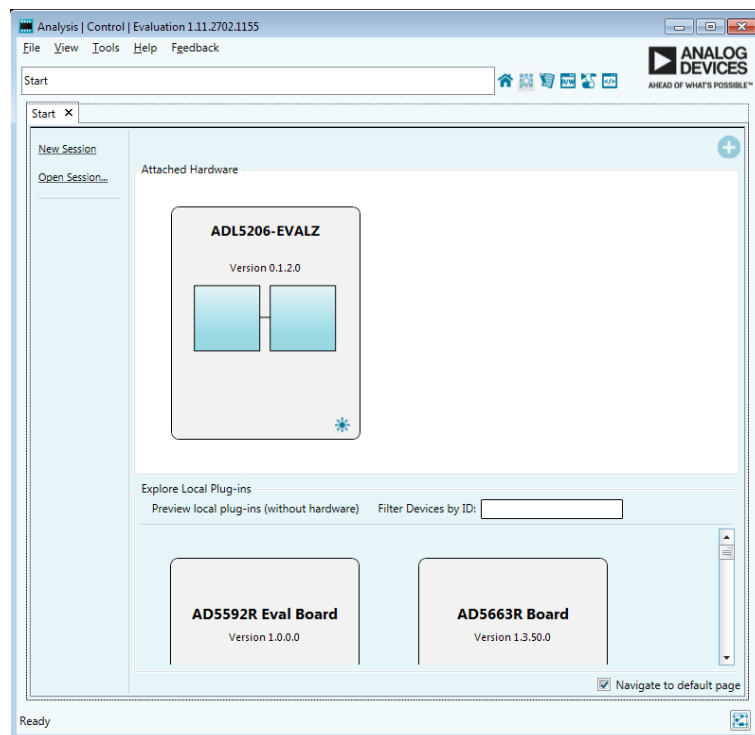 Analysis | Control | Evaluation 1.11.2702.1155
File View Tools Help Feedback
ANALOG
DEVICES
AHEAD OF WHAT'S POSSIBLE™
Start
R/W
Start
New Session
Open Session...
Attached Hardware
ADL5206-EVALZ
Version 0.1.2.0
Explore Local Plug-ins
Preview local plug-ins (without hardware) Filter Devices by ID:
AD5592R Eval Board
Version 1.0.0.0
AD5663R Board
Version 1.3.50.0
Navigate to default page
Ready